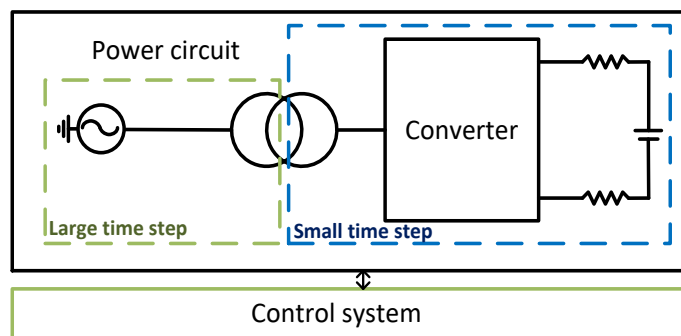 Power circuit
Converter
Large time step
Small time step
Control system